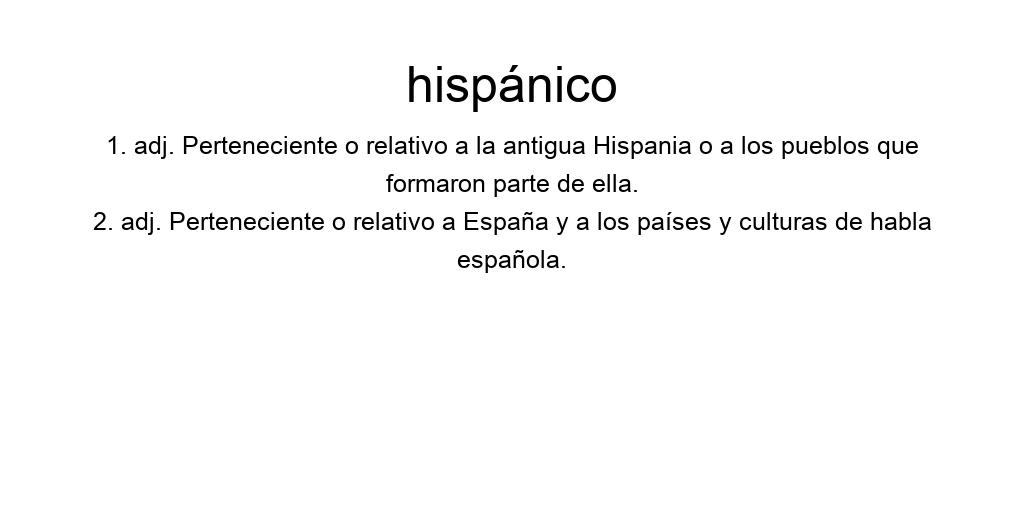 hispánico
1. adj. Perteneciente o relativo a la antigua Hispania o a los pueblos que
formaron parte de ella.
2. adj. Perteneciente o relativo a España y a los países y culturas de habla
española.